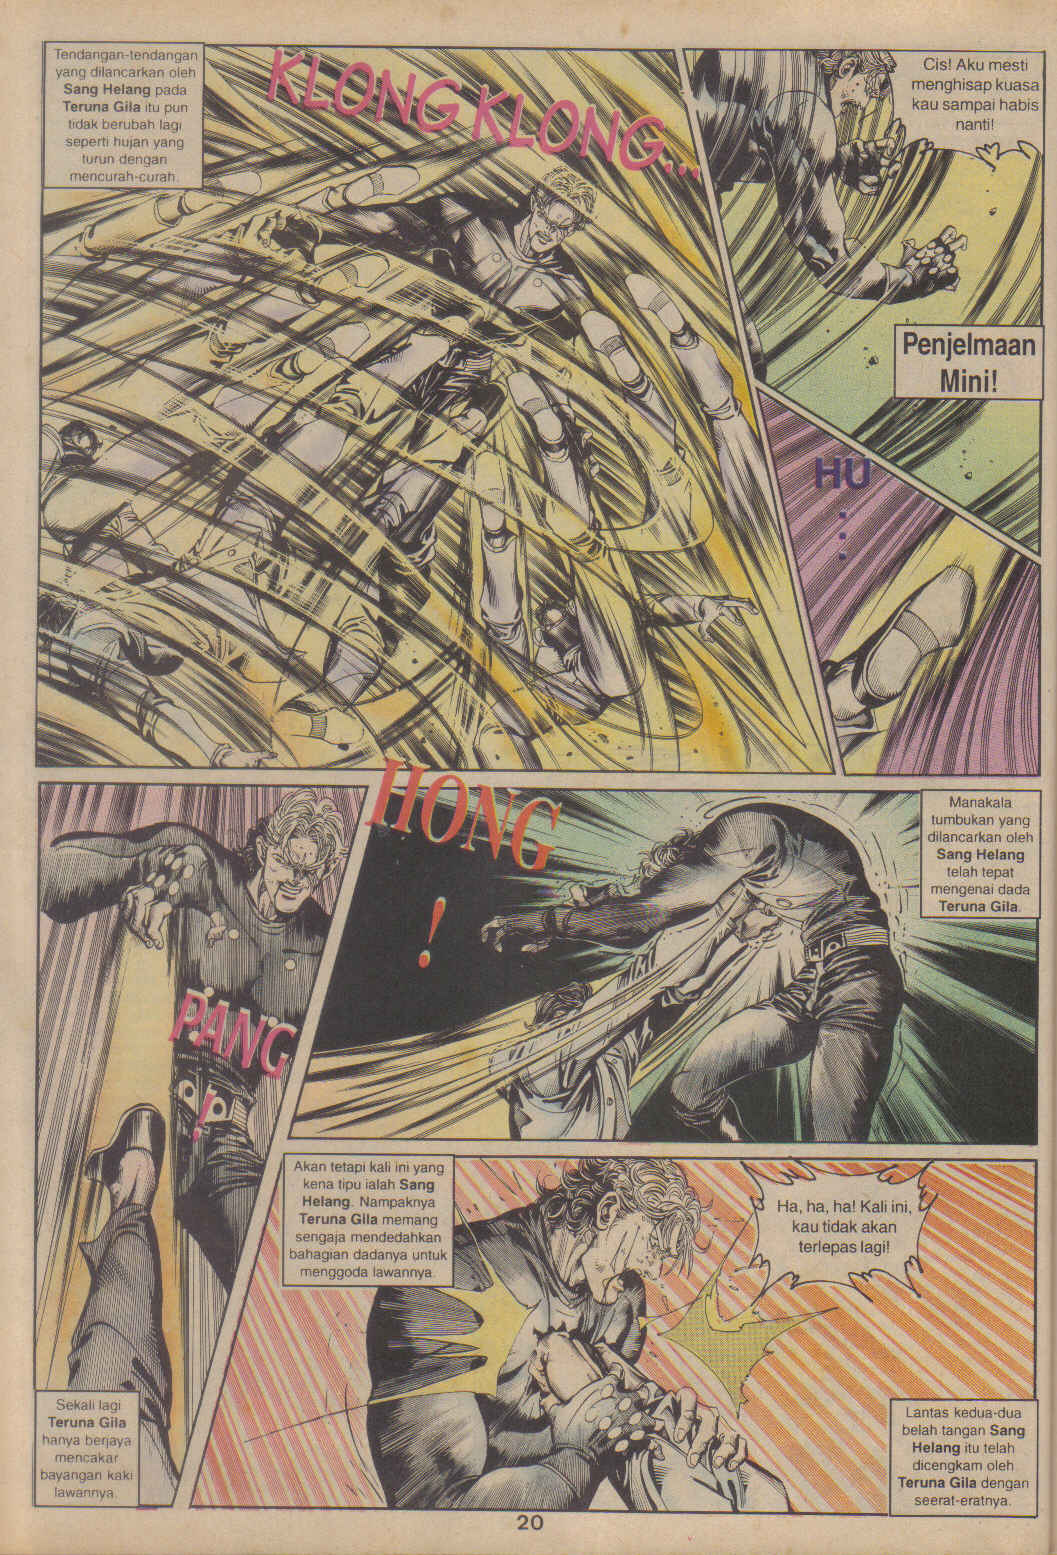 Tendangan-tendangan
yang dilancarkan oleh
Sang Helang pada
Teruna Gila itu pun
tidak berubah lagi
seperti hujan yang
turun dengan
mencurah-curah.
KLONG KLONG...
Cis! Aku mesti
menghisap kuasa
kau sampai habis
nanti!
Penjelmaan
Mini!
HU
...
PANG
!
Sekali lagi
Teruna Gila
hanya berjaya
mencakar
bayangan kaki
lawannya.
HONG
!
Manakala
tumbukan yang
dilancarkan oleh
Sang Helang
telah tepat
mengenai dada
Teruna Gila.
Akan tetapi kali ini yang
kena tipu ialah Sang
Helang. Nampaknya
Teruna Gila memang
sengaja mendedahkan
bahagian dadanya untuk
menggoda lawannya.
Ha, ha, ha! Kali ini,
kau tidak akan
terlepas lagi!
Lantas kedua-dua
belah tangan Sang
Helang itu telah
dicengkam oleh
Teruna Gila dengan
seerat-eratnya.
20